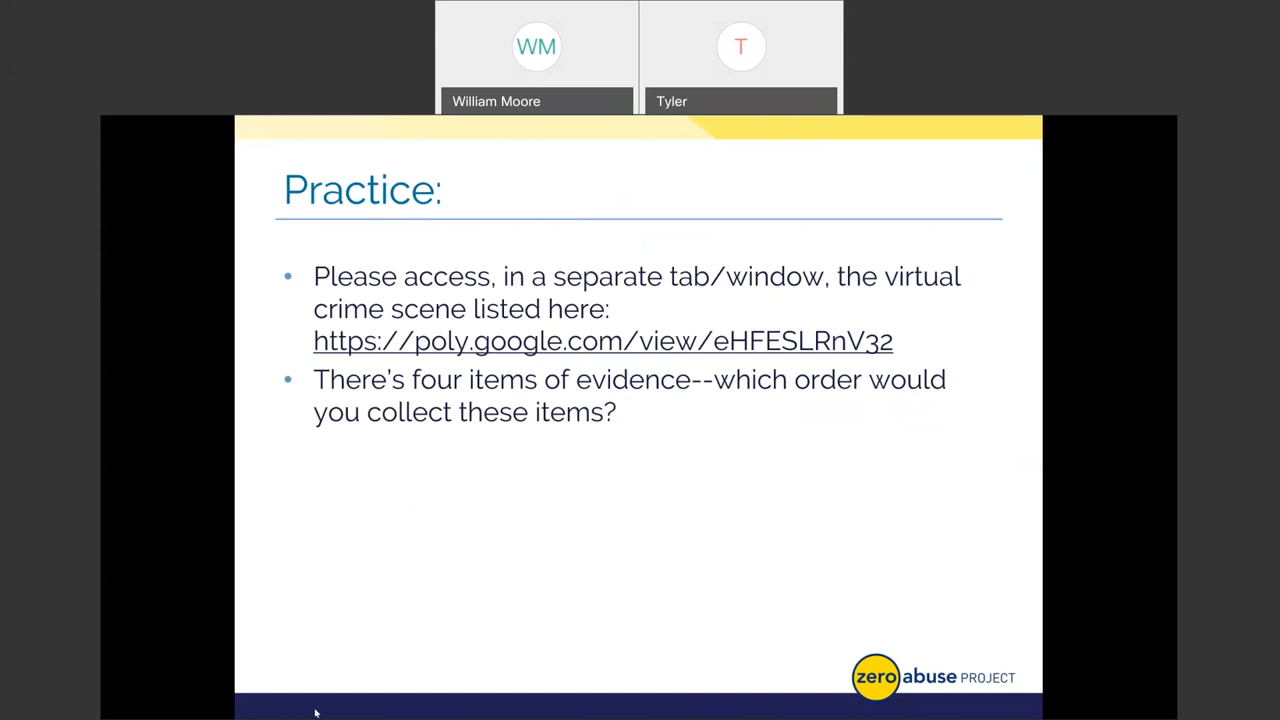 WM
T
William Moore
Tyler
Practice:
• Please access, in a separate tab/window, the virtual
crime scene listed here:
https://poly.google.com/view/eHFESLRnV32
• There's four items of evidence--which order would
you collect these items?
zero abuse PROJECT